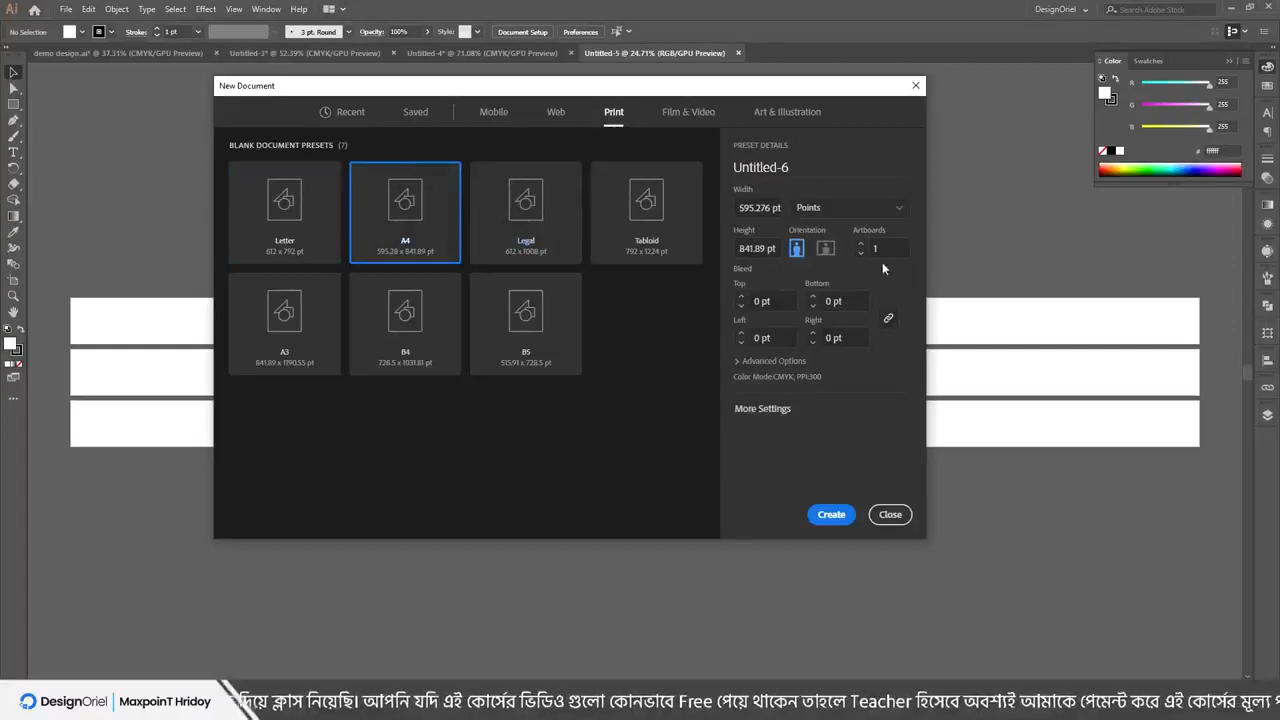 Ai File Edit Object Type Select Effect View Window Help DesignOriel Search Adobe Stock
No Selection Stroke: 1 pt 3 pt. Round Opacity: 100% Style: Document Setup Preferences
demo design.ai* @ 37.31% (CMYK/GPU Preview) × Untitled-3* @ 52.39% (CMYK/GPU Preview) × Untitled-4* @ 71.08% (CMYK/GPU Preview) × Untitled-5 @ 24.71% (RGB/GPU Preview) ×
Color Swatches
R 255
G 255
B 255
# ffffff
New Document
Recent Saved Mobile Web Print Film & Video Art & Illustration
BLANK DOCUMENT PRESETS (7)
Letter
612 x 792 pt
A4
595.28 x 841.89 pt
Legal
612 x 1008 pt
Tabloid
792 x 1224 pt
A3
841.89 x 1190.55 pt
B4
728.5 x 1031.81 pt
B5
515.91 x 728.5 pt
PRESET DETAILS
Untitled-6
Width
595.276 pt Points
Height Orientation Artboards
841.89 pt 1
Bleed
Top Bottom
0 pt 0 pt
Left Right
0 pt 0 pt
Advanced Options
Color Mode:CMYK, PPI:300
More Settings
Create Close
DesignOriel MaxpoinT Hridoy দিয়ে ক্লাস নিয়েছি। আপনি যদি এই কোর্সের ভিডিও গুলো কোনভাবে Free পেয়ে থাকেন তাহলে Teacher হিসেবে অবশ্যই আমাকে পেমেন্ট করে এই কোর্সের মূল্য